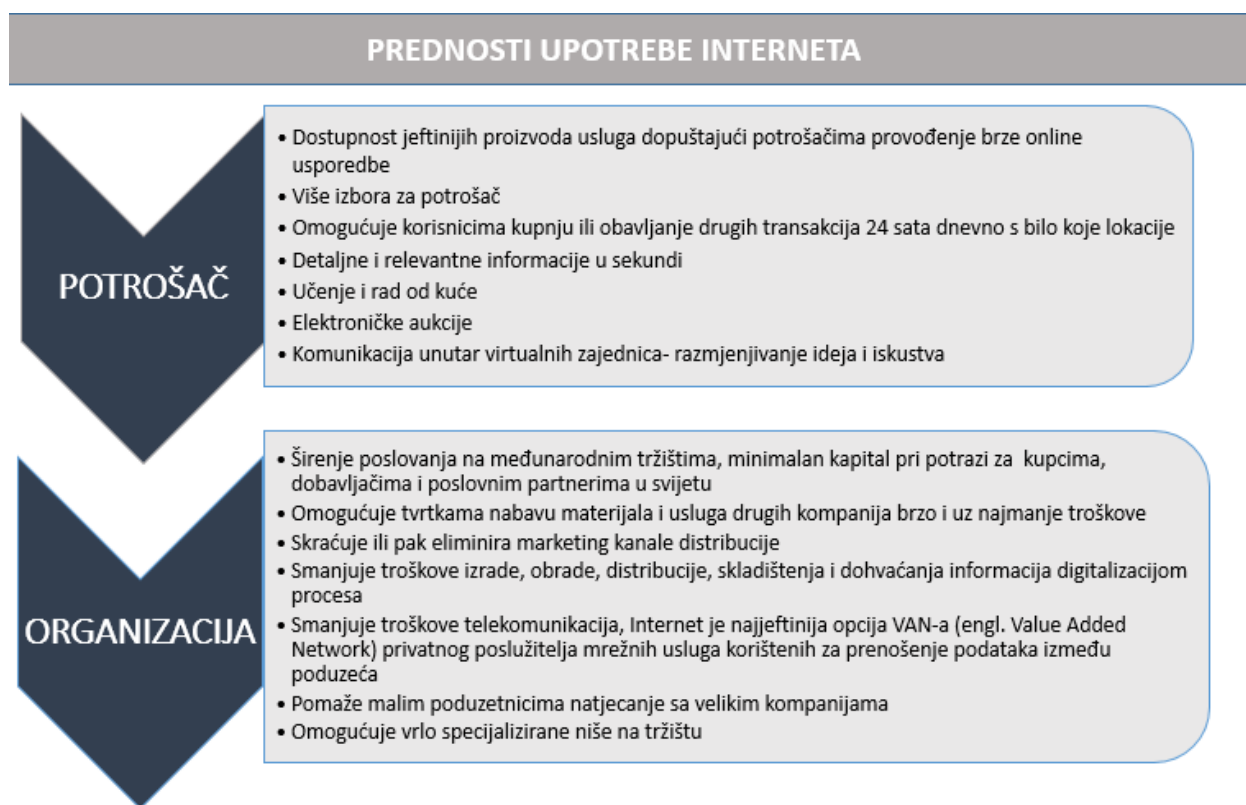 PREDNOSTI UPOTREBE INTERNETA
POTROŠAČ
• Dostupnost jeftinijih proizvoda usluga dopuštajući potrošačima provođenje brze online
usporedbe
• Više izbora za potrošač
• Omogućuje korisnicima kupnju ili obavljanje drugih transakcija 24 sata dnevno s bilo koje lokacije
• Detaljne i relevantne informacije u sekundi
• Učenje i rad od kuće
• Elektroničke aukcije
• Komunikacija unutar virtualnih zajednica- razmjenjivanje ideja i iskustva
ORGANIZACIJA
• Širenje poslovanja na međunarodnim tržištima, minimalan kapital pri potrazi za kupcima,
dobavljačima i poslovnim partnerima u svijetu
• Omogućuje tvrtkama nabavu materijala i usluga drugih kompanija brzo i uz najmanje troškove
• Skraćuje ili pak eliminira marketing kanale distribucije
• Smanjuje troškove izrade, obrade, distribucije, skladištenja i dohvaćanja informacija digitalizacijom
procesa
• Smanjuje troškove telekomunikacija, Internet je najjeftinija opcija VAN-a (engl. Value Added
Network) privatnog poslužitelja mrežnih usluga korištenih za prenošenje podataka između
poduzeća
• Pomaže malim poduzetnicima natjecanje sa velikim kompanijama
• Omogućuje vrlo specijalizirane niše na tržištu